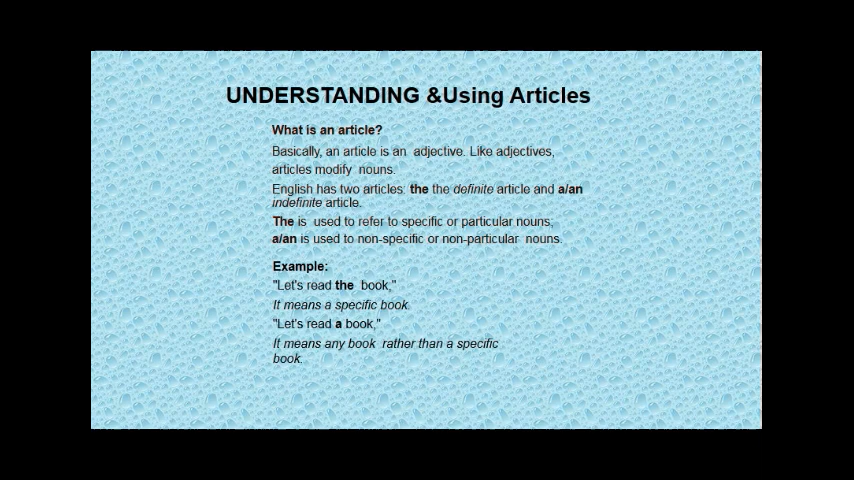 UNDERSTANDING &Using Articles
What is an article?
Basically, an article is an adjective. Like adjectives,
articles modify nouns.
English has two articles: the the definite article and a/an
indefinite article.
The is used to refer to specific or particular nouns;
a/an is used to non-specific or non-particular nouns.
Example:
"Let's read the book,"
It means a specific book.
"Let's read a book,"
It means any book rather than a specific
book.